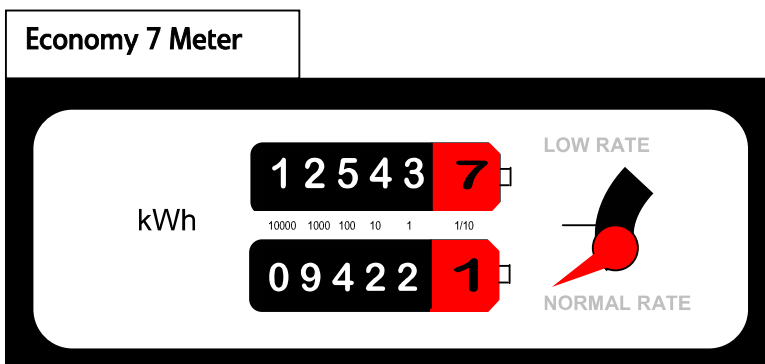 Economy 7 Meter
LOW RATE
12543 7
kWh
10000 1000 100 10 1 1/10
09422 1
NORMAL RATE